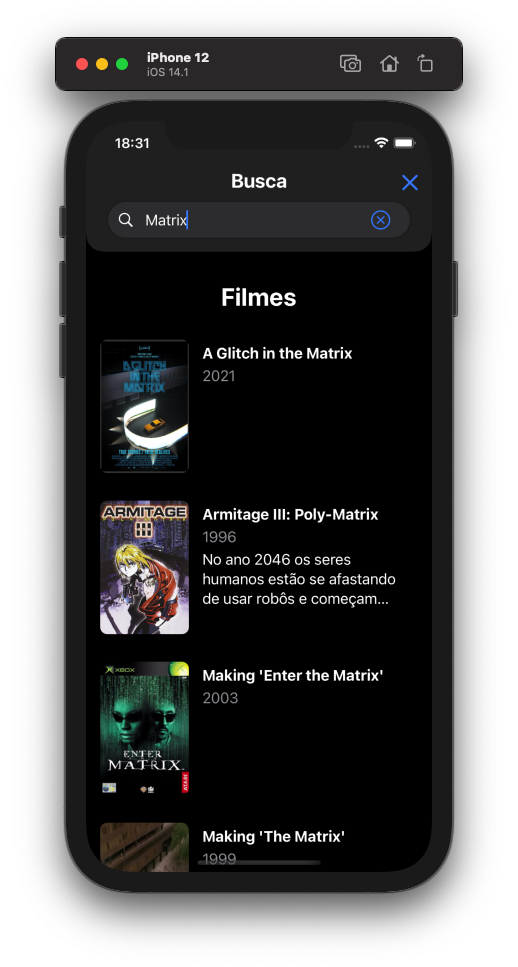 iPhone 12
iOS 14.1
18:31
Busca
Matrix
Filmes
A GLITCH
IN THE
MATRIX
A Glitch in the Matrix
2021
ARMITAGE
III
Armitage III: Poly-Matrix
1996
No ano 2046 os seres
humanos estão se afastando
de usar robôs e começam...
XBOX
ENTER
THE
MATRIX
ATARI
Making 'Enter the Matrix'
2003
Making 'The Matrix'
1999